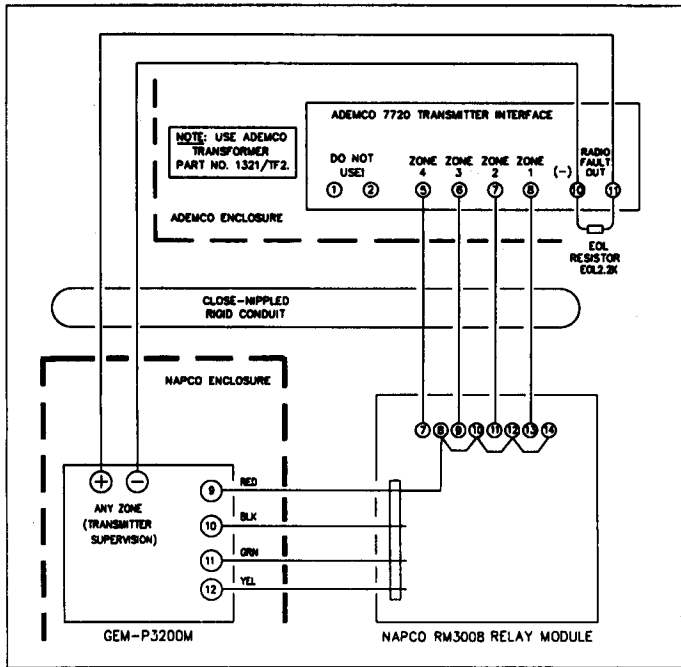 ADEMCO 7720 TRANSMITTER INTERFACE
NOTE: USE ADEMCO
TRANSFORMER
PART NO. 1321/TF2.
DO NOT
USE!
ZONE
4
ZONE
3
ZONE
2
ZONE
1
(-)
RADIO
FAULT
OUT
1 2 5 6 7 8 10 11
ADEMCO ENCLOSURE
EOL
RESISTOR
EOL2.2K
CLOSE-NIPPLED
RIGID CONDUIT
NAPCO ENCLOSURE
7 8 9 10 11 12 13 14
+ −
ANY ZONE
(TRANSMITTER
SUPERVISION)
9 RED
10 BLK
11 GRN
12 YEL
GEM-P3200M
NAPCO RM3008 RELAY MODULE